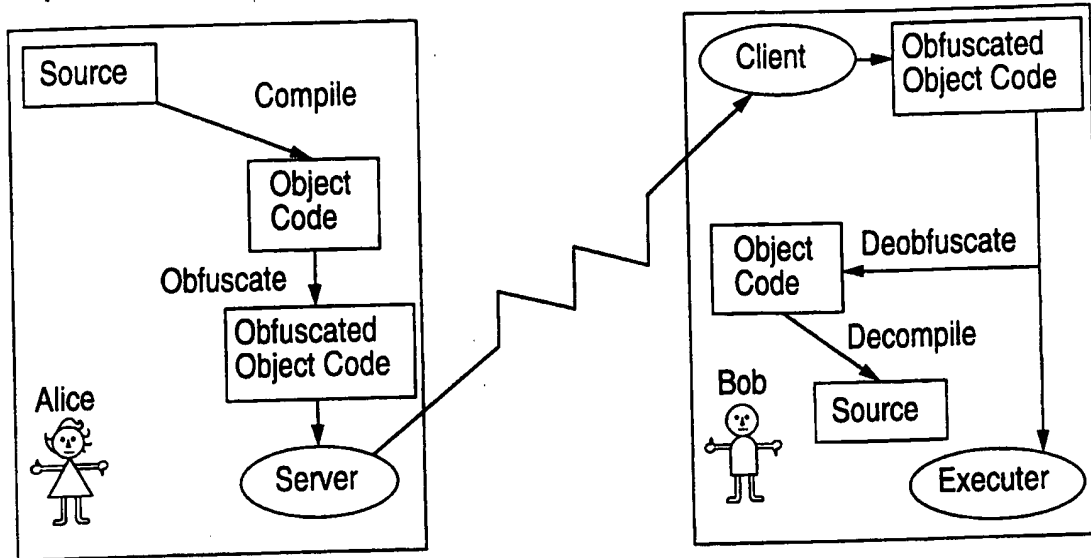 Source
Compile
Object
Code
Obfuscate
Obfuscated
Object Code
Alice
Server
Client
Obfuscated
Object Code
Object
Code
Deobfuscate
Decompile
Bob
Source
Executer